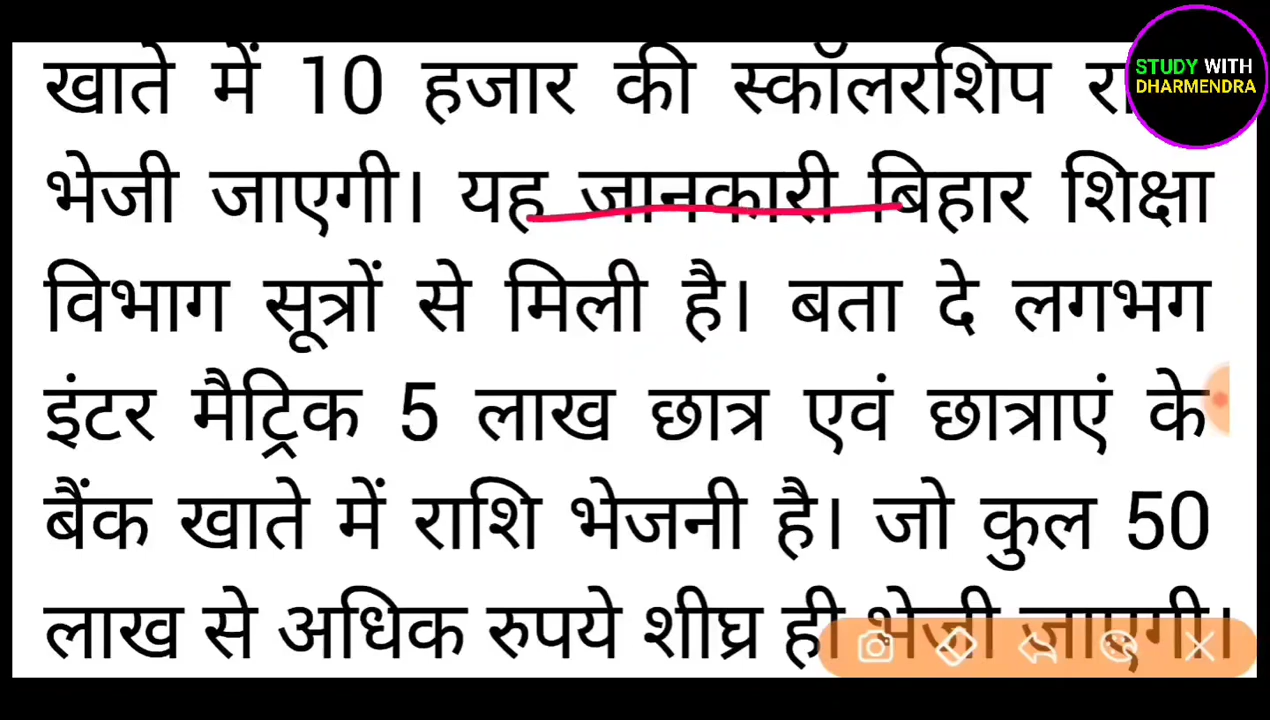 खाते में 10 हजार की स्कॉलरशिप
STUDY WITH
DHARMENDRA
भेजी जाएगी। यह जानकारी बिहार शिक्षा
विभाग सूत्रों से मिली है। बता दे लगभग
इंटर मैट्रिक 5 लाख छात्र एवं छात्राएं के
बैंक खाते में राशि भेजनी है। जो कुल 50
लाख से अधिक रुपये शीघ्र ही भेजी जाएगी।